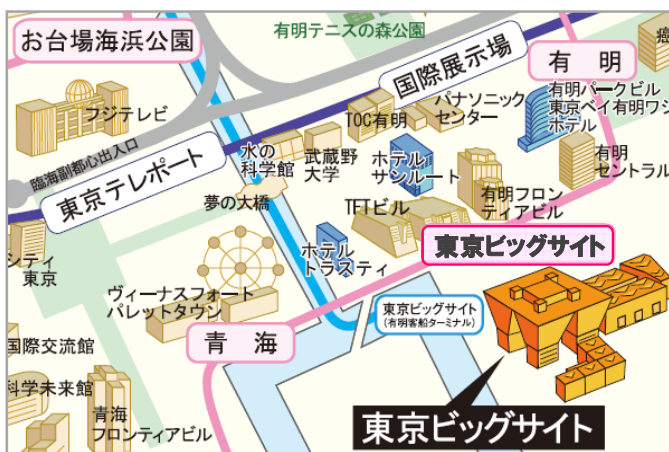 お台場海浜公園
有明テニスの森公園
国際展示場
有明
癌
フジテレビ
臨海副都心出入口
東京テレポート
水の
科学館
武蔵野
大学
TOC有明
パナソニック
センター
有明パークビル
東京ベイ有明ワシ
ホテル
ホテル
サンルート
有明フロン
ティアビル
有明
セントラル
夢の大橋
TFTビル
東京ビッグサイト
ホテル
トラスティ
シティ
東京
ヴィーナスフォート
パレットタウン
青海
東京ビッグサイト
(有明客船ターミナル)
国際交流館
科学未来館
青海
フロンティアビル
東京ビッグサイト